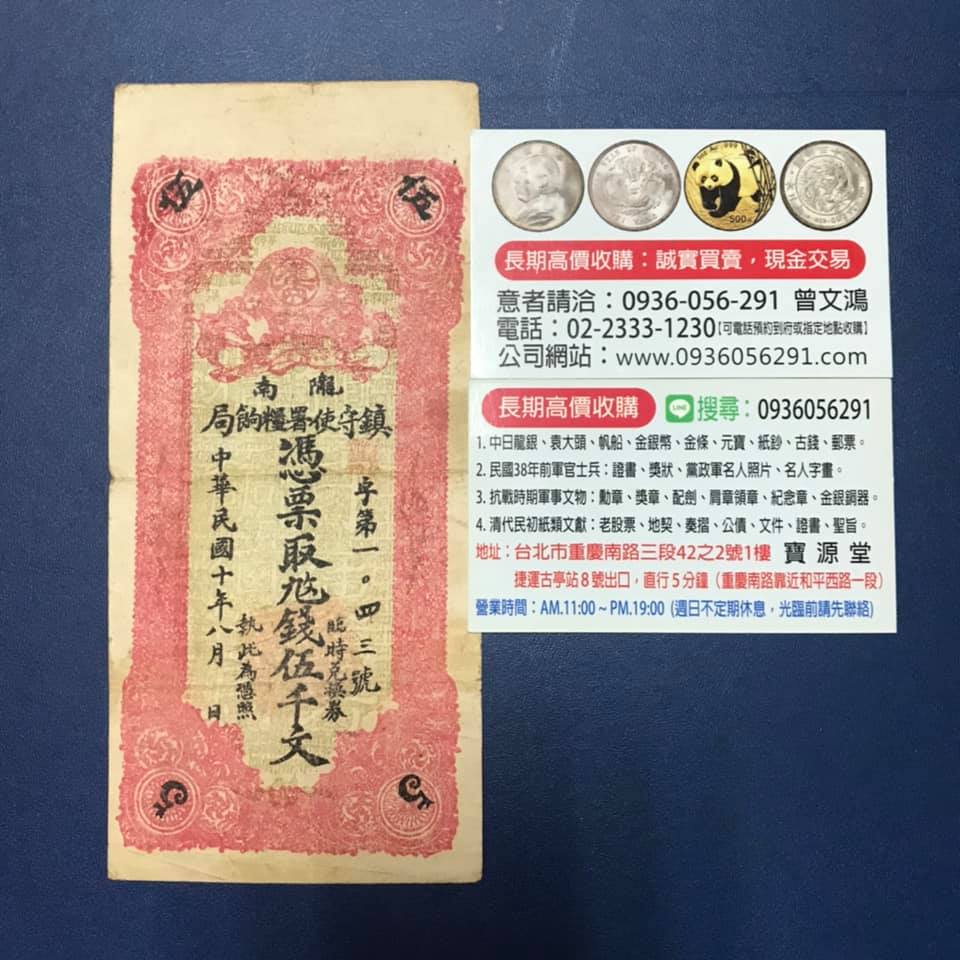 伍 伍
隴南
鎮守使署糧餉局
字第一〇四三號
臨時兌換券
憑票取尨錢伍千文
執此為憑照
中華民國十年八月 日
長期高價收購：誠實買賣，現金交易
意者請洽：0936-056-291 曾文鴻
電話：02-2333-1230【可電話預約到府或指定地點收購】
公司網站：www.0936056291.com
長期高價收購 LINE 搜尋：0936056291
1. 中日龍銀、袁大頭、帆船、金銀幣、金條、元寶、紙鈔、古錢、郵票。
2. 民國38年前軍官士兵：證書、獎狀、黨政軍名人照片、名人字畫。
3. 抗戰時期軍事文物：勳章、獎章、配劍、肩章領章、紀念章、金銀銅器。
4. 清代民初紙類文獻：老股票、地契、奏摺、公債、文件、證書、聖旨。
地址：台北市重慶南路三段42之2號1樓 寶源堂
捷運古亭站8號出口，直行5分鐘（重慶南路靠近和平西路一段）
營業時間：AM.11:00 ~ PM.19:00 (週日不定期休息，光臨前請先聯絡)